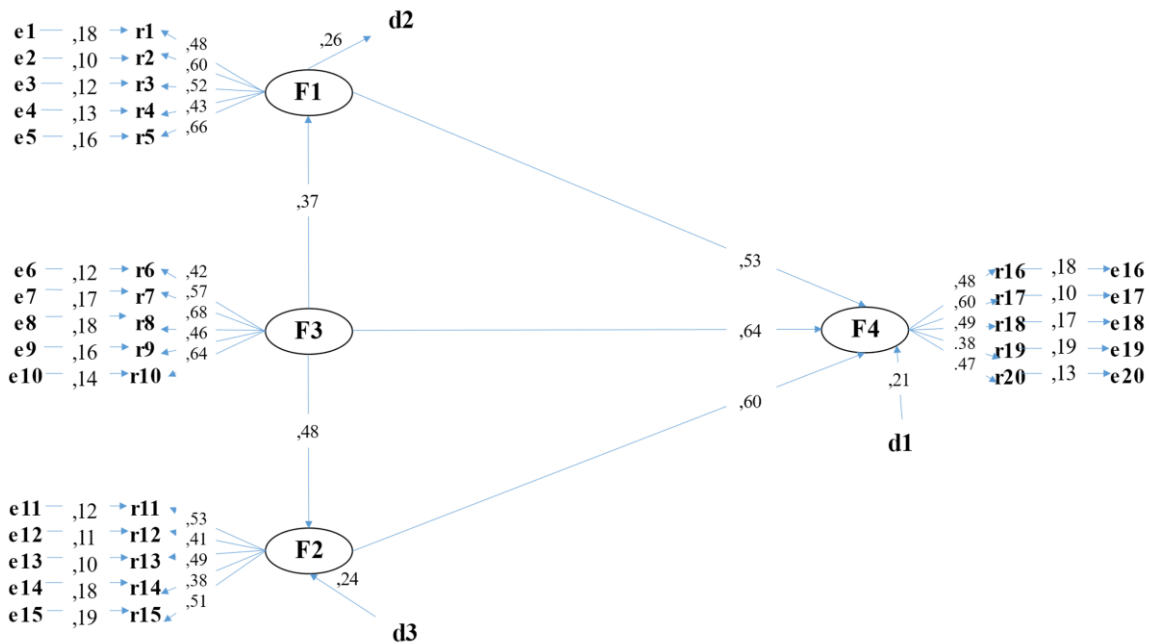 d2
e1 ,18 r1 ,48
e2 ,10 r2 ,60
e3 ,12 r3 ,52
e4 ,13 r4 ,43
e5 ,16 r5 ,66
,26
F1
,37
,53
e6 ,12 r6 ,42
e7 ,17 r7 ,57
e8 ,18 r8 ,68
e9 ,16 r9 ,46
e10 ,14 r10 ,64
F3
,64
F4
,48 r16 ,18 e16
,60 r17 ,10 e17
,49 r18 ,17 e18
.38 r19 ,19 e19
.47 r20 ,13 e20
,21
d1
,60
,48
e11 ,12 r11 ,53
e12 ,11 r12 ,41
e13 ,10 r13 ,49
e14 ,18 r14 ,38
e15 ,19 r15 ,51
F2
,24
d3